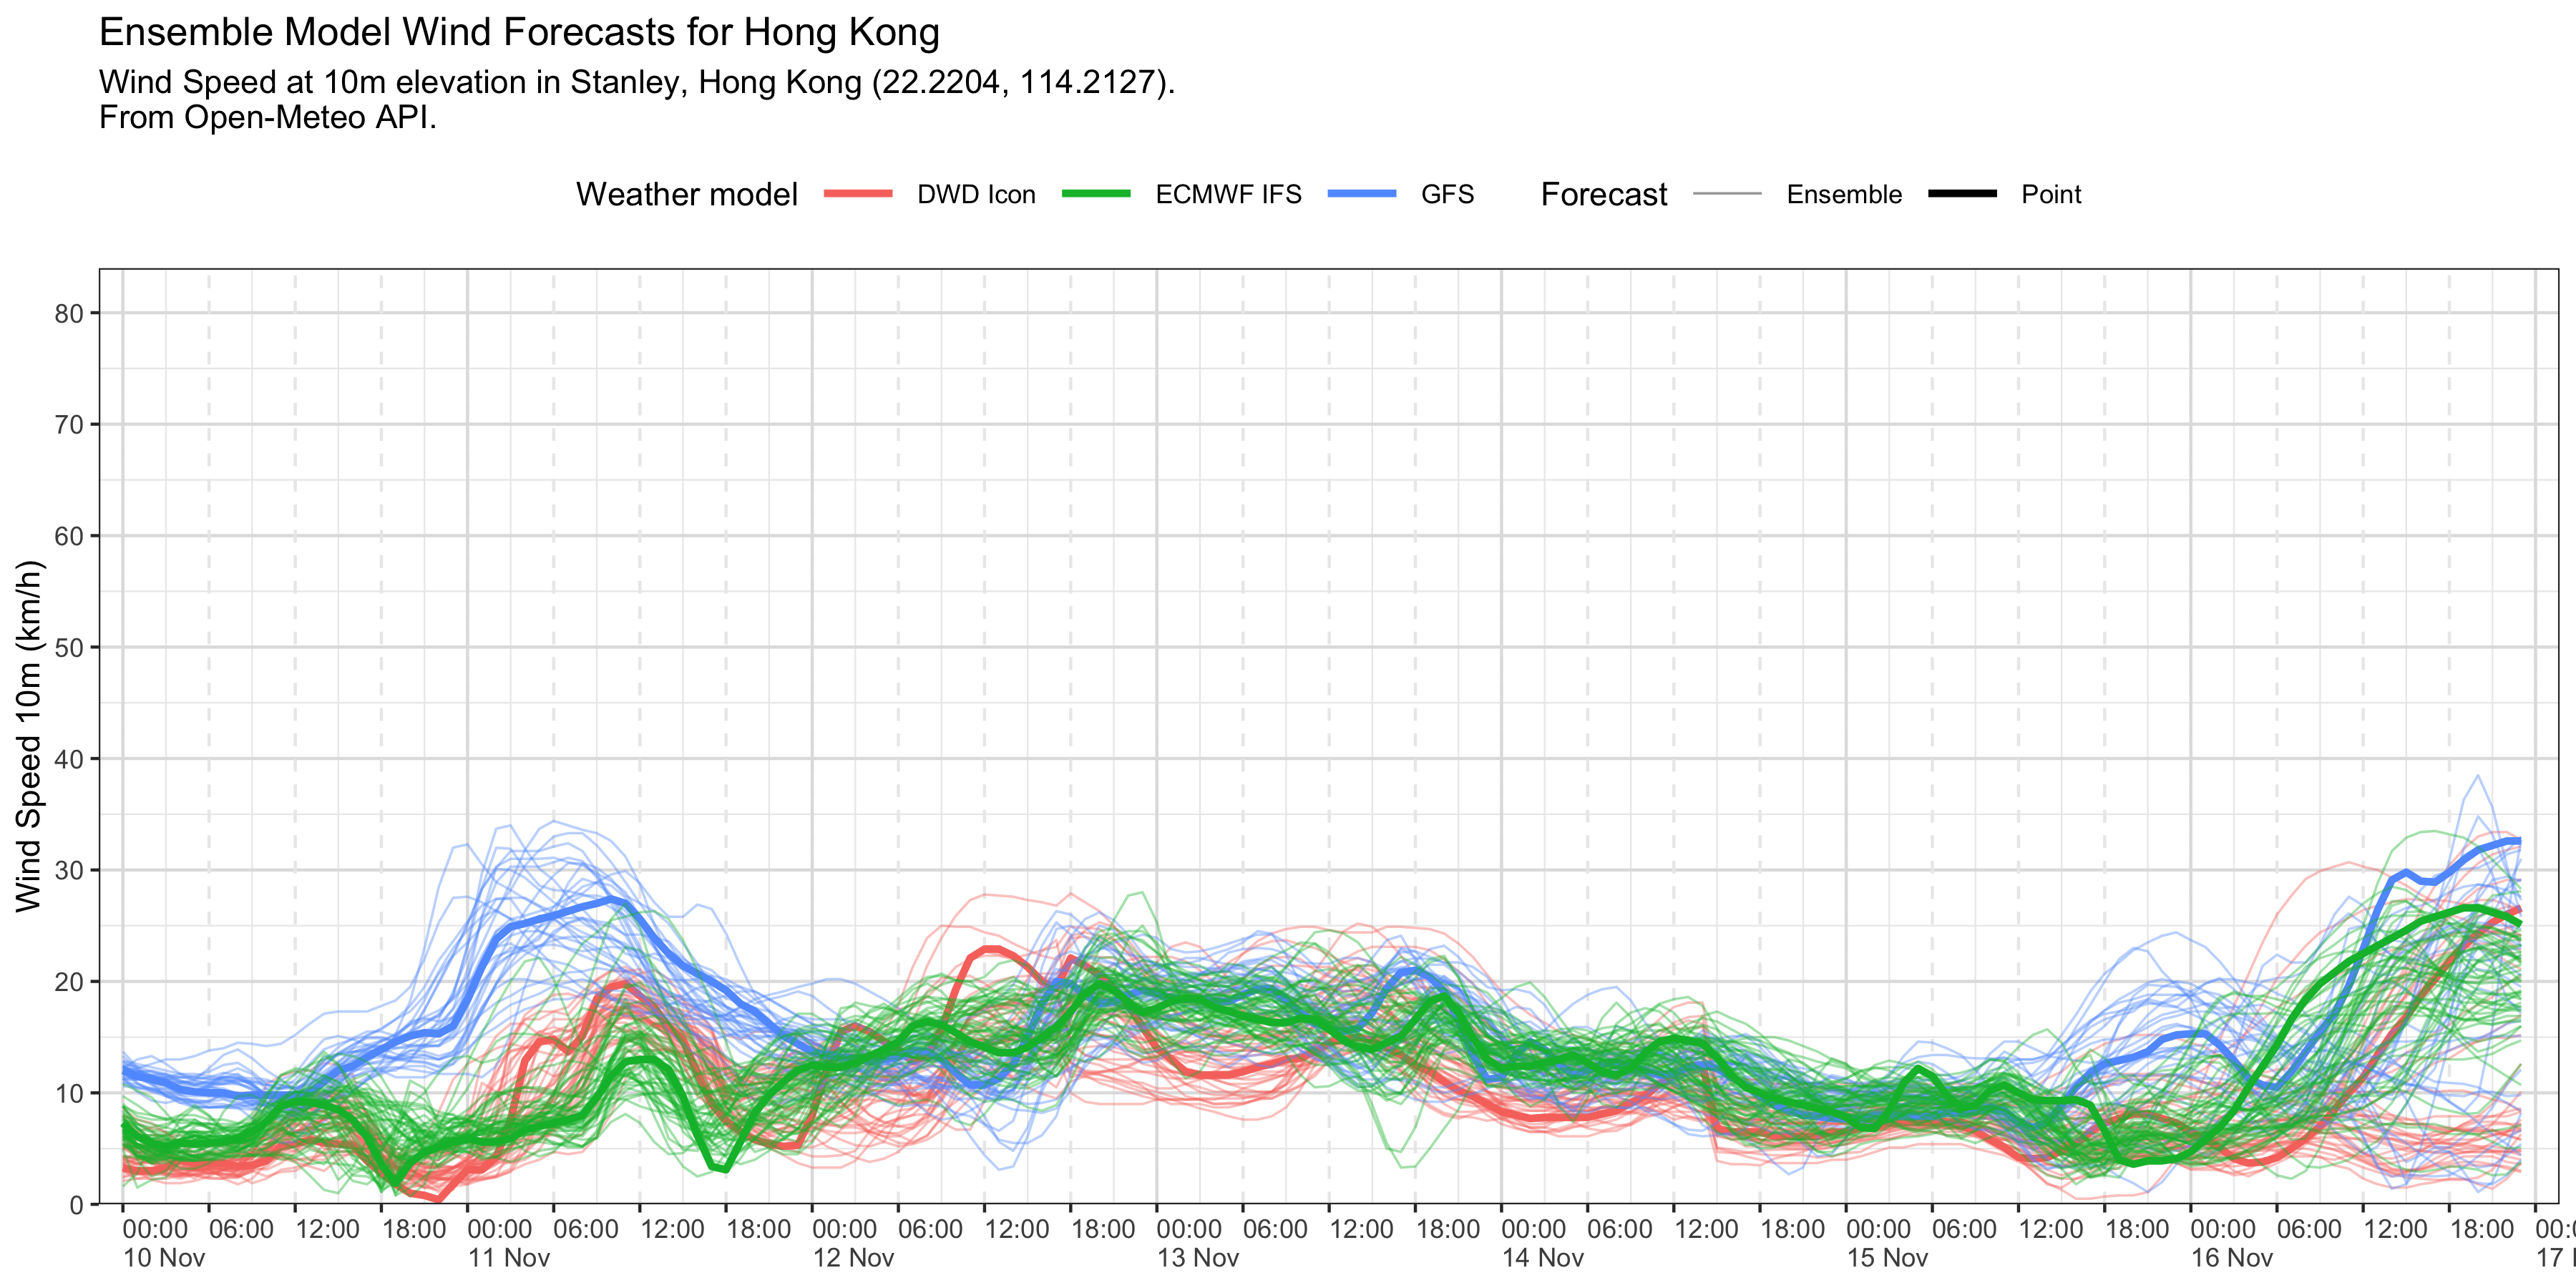 Ensemble Model Wind Forecasts for Hong Kong
Wind Speed at 10m elevation in Stanley, Hong Kong (22.2204, 114.2127).
From Open-Meteo API.
Weather model DWD Icon ECMWF IFS GFS Forecast Ensemble Point
Wind Speed 10m (km/h)
80
70
60
50
40
30
20
10
0
00:00 06:00 12:00 18:00 00:00 06:00 12:00 18:00 00:00 06:00 12:00 18:00 00:00 06:00 12:00 18:00 00:00 06:00 12:00 18:00 00:00 06:00 12:00 18:00 00:00 06:00 12:00 18:00 00:0
10 Nov 11 Nov 12 Nov 13 Nov 14 Nov 15 Nov 16 Nov 17